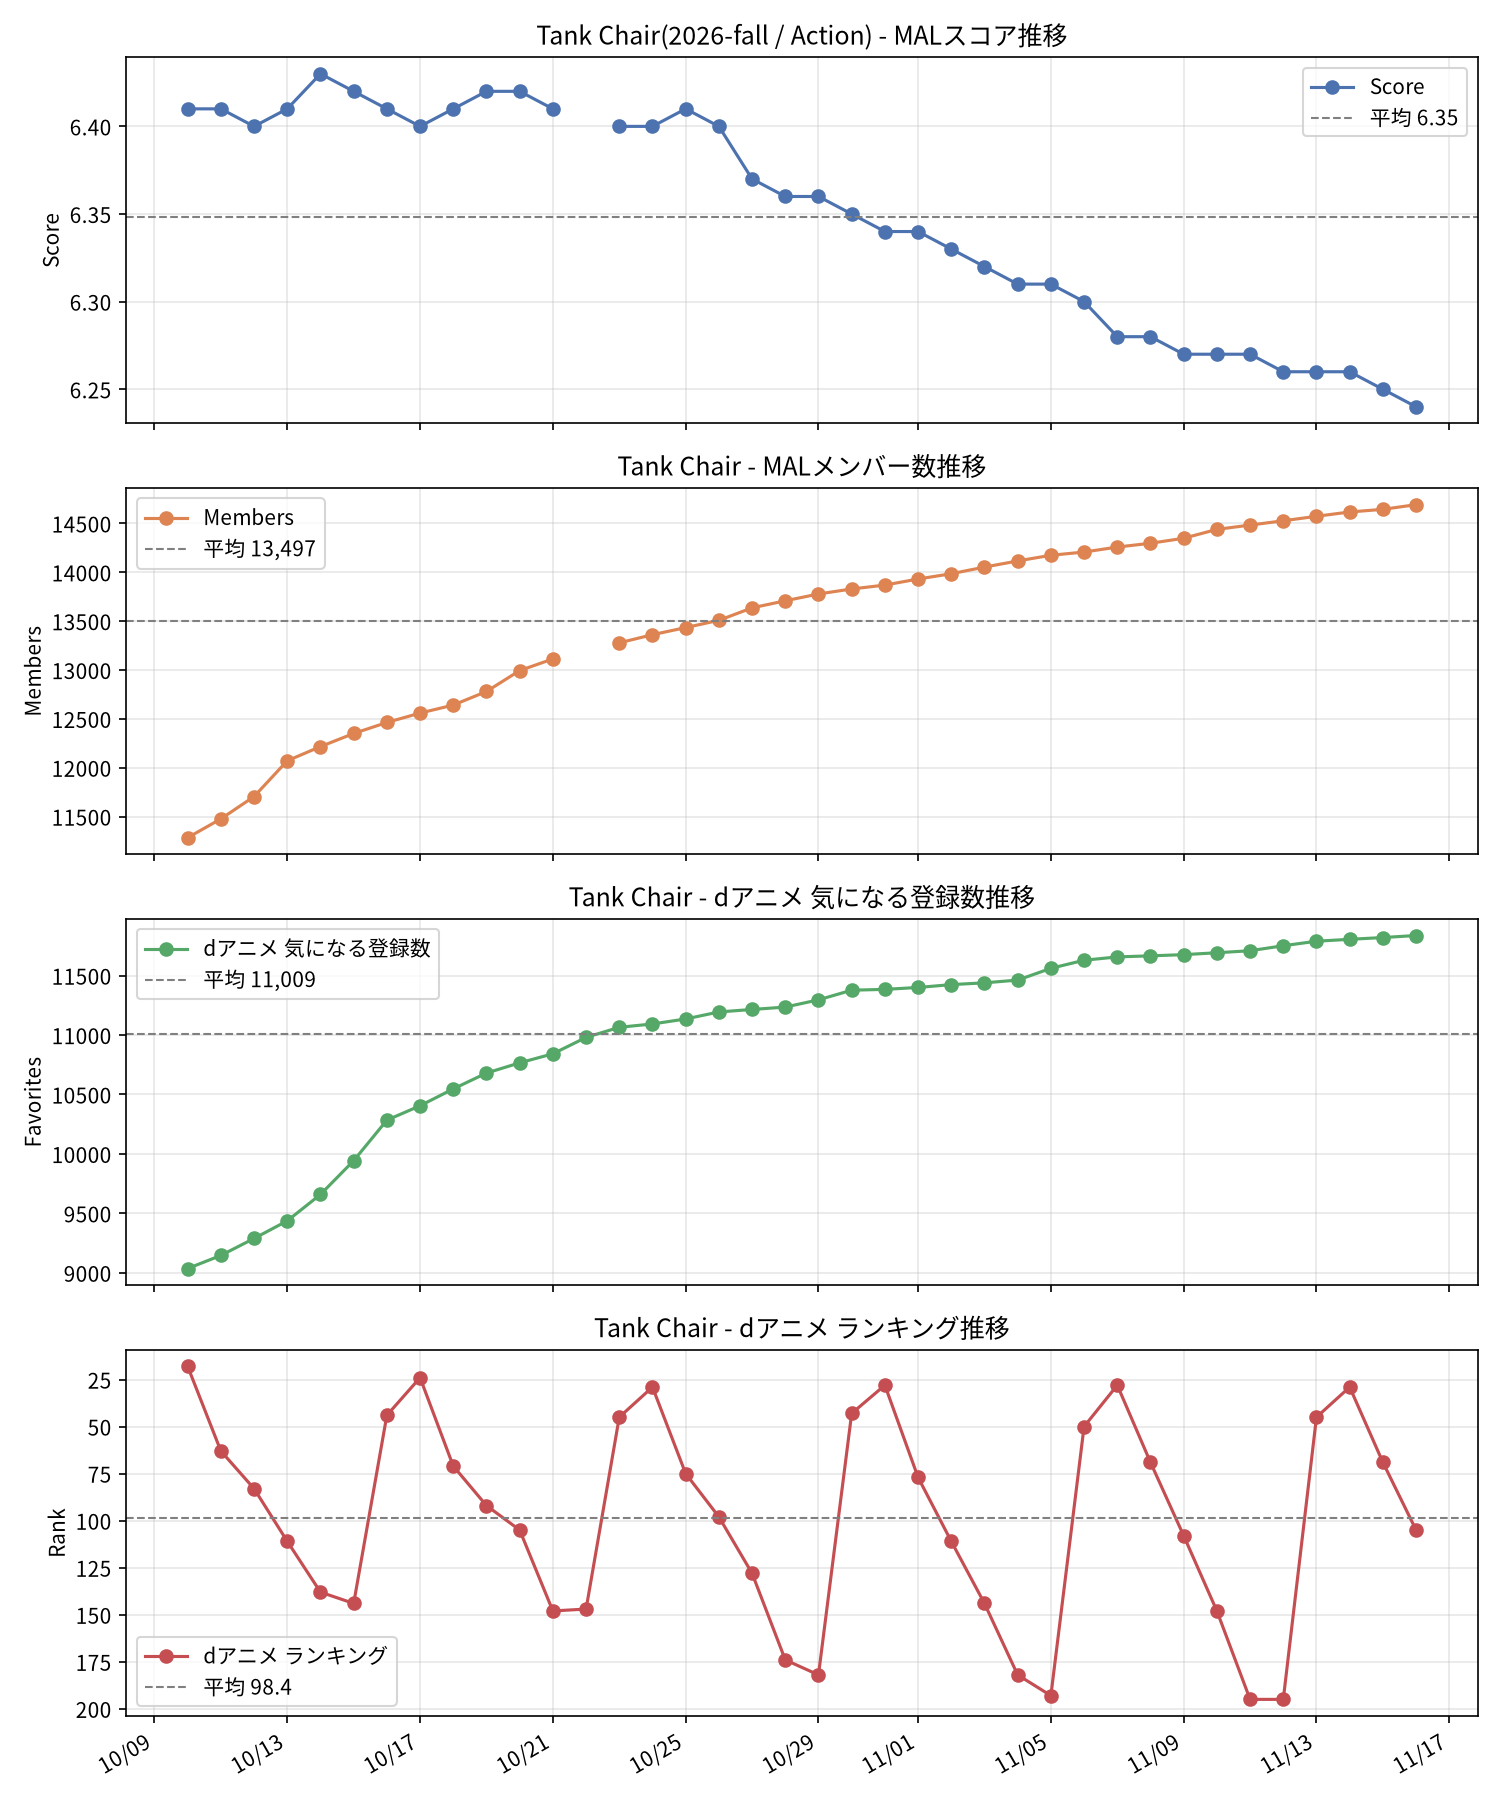 Tank Chair(2026-fall / Action) - MALスコア推移
Score
6.40
6.35
6.30
6.25
Score
平均 6.35
Tank Chair - MALメンバー数推移
Members
14500
14000
13500
13000
12500
12000
11500
Members
平均 13,497
Tank Chair - dアニメ 気になる登録数推移
Favorites
11500
11000
10500
10000
9500
9000
dアニメ 気になる登録数
平均 11,009
Tank Chair - dアニメ ランキング推移
Rank
25
50
75
100
125
150
175
200
dアニメ ランキング
平均 98.4
10/09
10/13
10/17
10/21
10/25
10/29
11/01
11/05
11/09
11/13
11/17